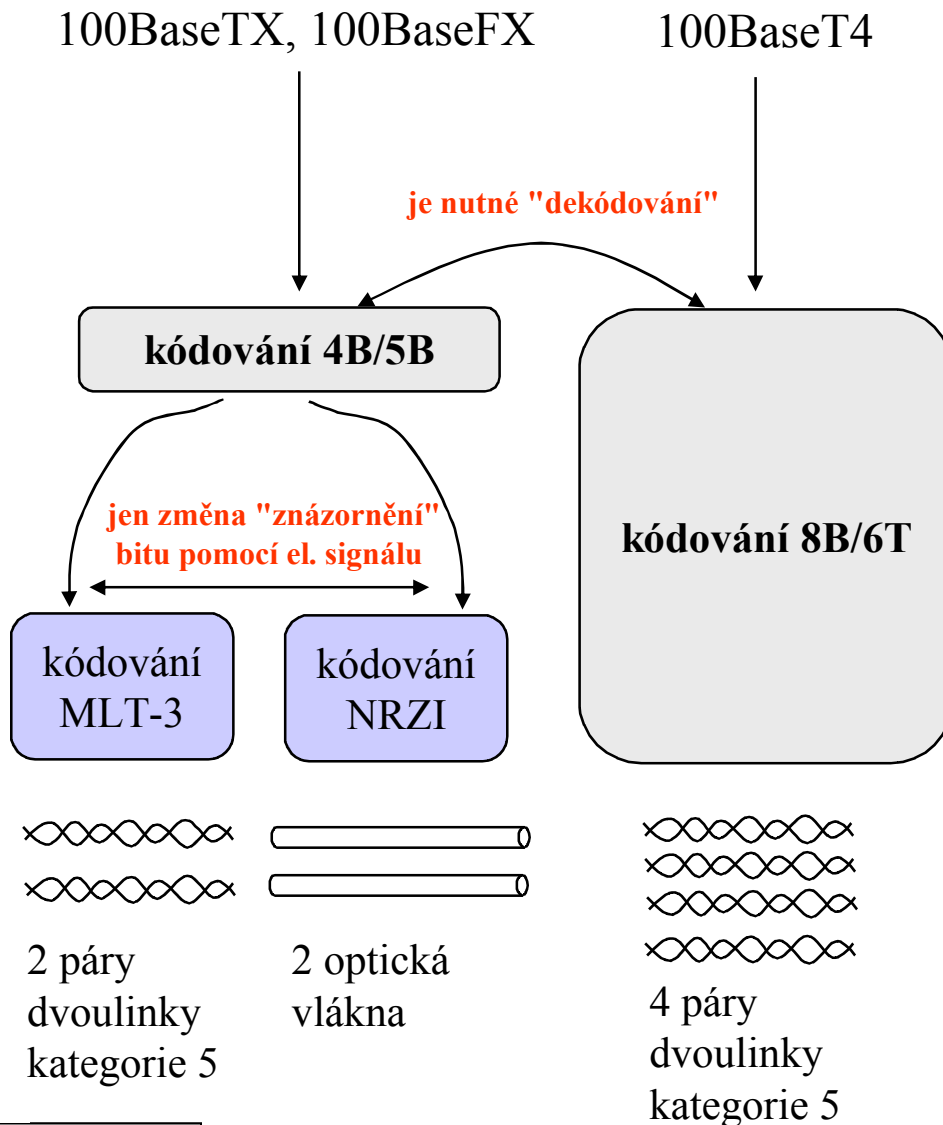 100BaseTX, 100BaseFX
100BaseT4
je nutné "dekódování"
kódování 4B/5B
jen změna "znázornění"
bitu pomocí el. signálu
kódování 8B/6T
kódování
MLT-3
kódování
NRZI
2 páry
dvoulinky
kategorie 5
2 optická
vlákna
4 páry
dvoulinky
kategorie 5